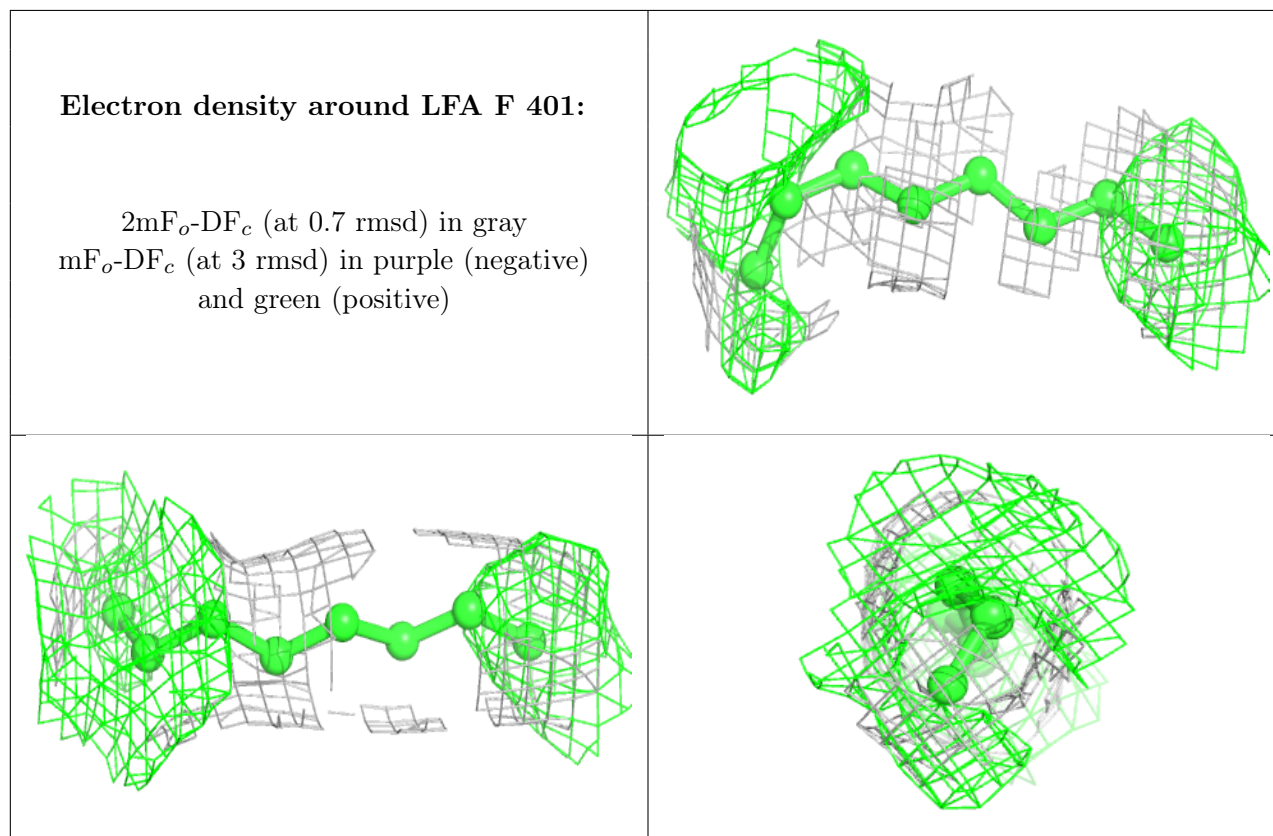 Electron density around LFA F 401:
2mFo-DFc (at 0.7 rmsd) in gray
mFo-DFc (at 3 rmsd) in purple (negative)
and green (positive)